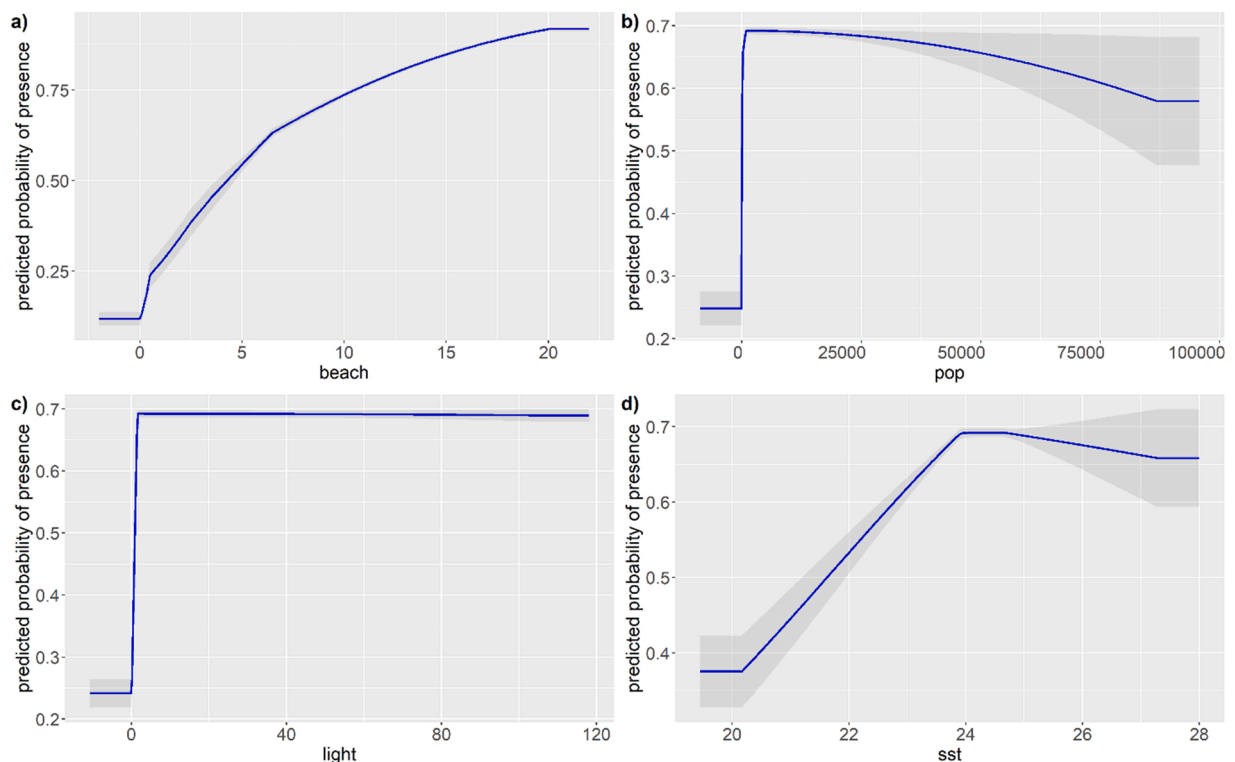 a)
predicted probability of presence
0.75
0.50
0.25
0 5 10 15 20
beach
b)
predicted probability of presence
0.7
0.6
0.5
0.4
0.3
0.2
0 25000 50000 75000 100000
pop
c)
predicted probability of presence
0.7
0.6
0.5
0.4
0.3
0.2
0 40 80 120
light
d)
predicted probability of presence
0.7
0.6
0.5
0.4
20 22 24 26 28
sst